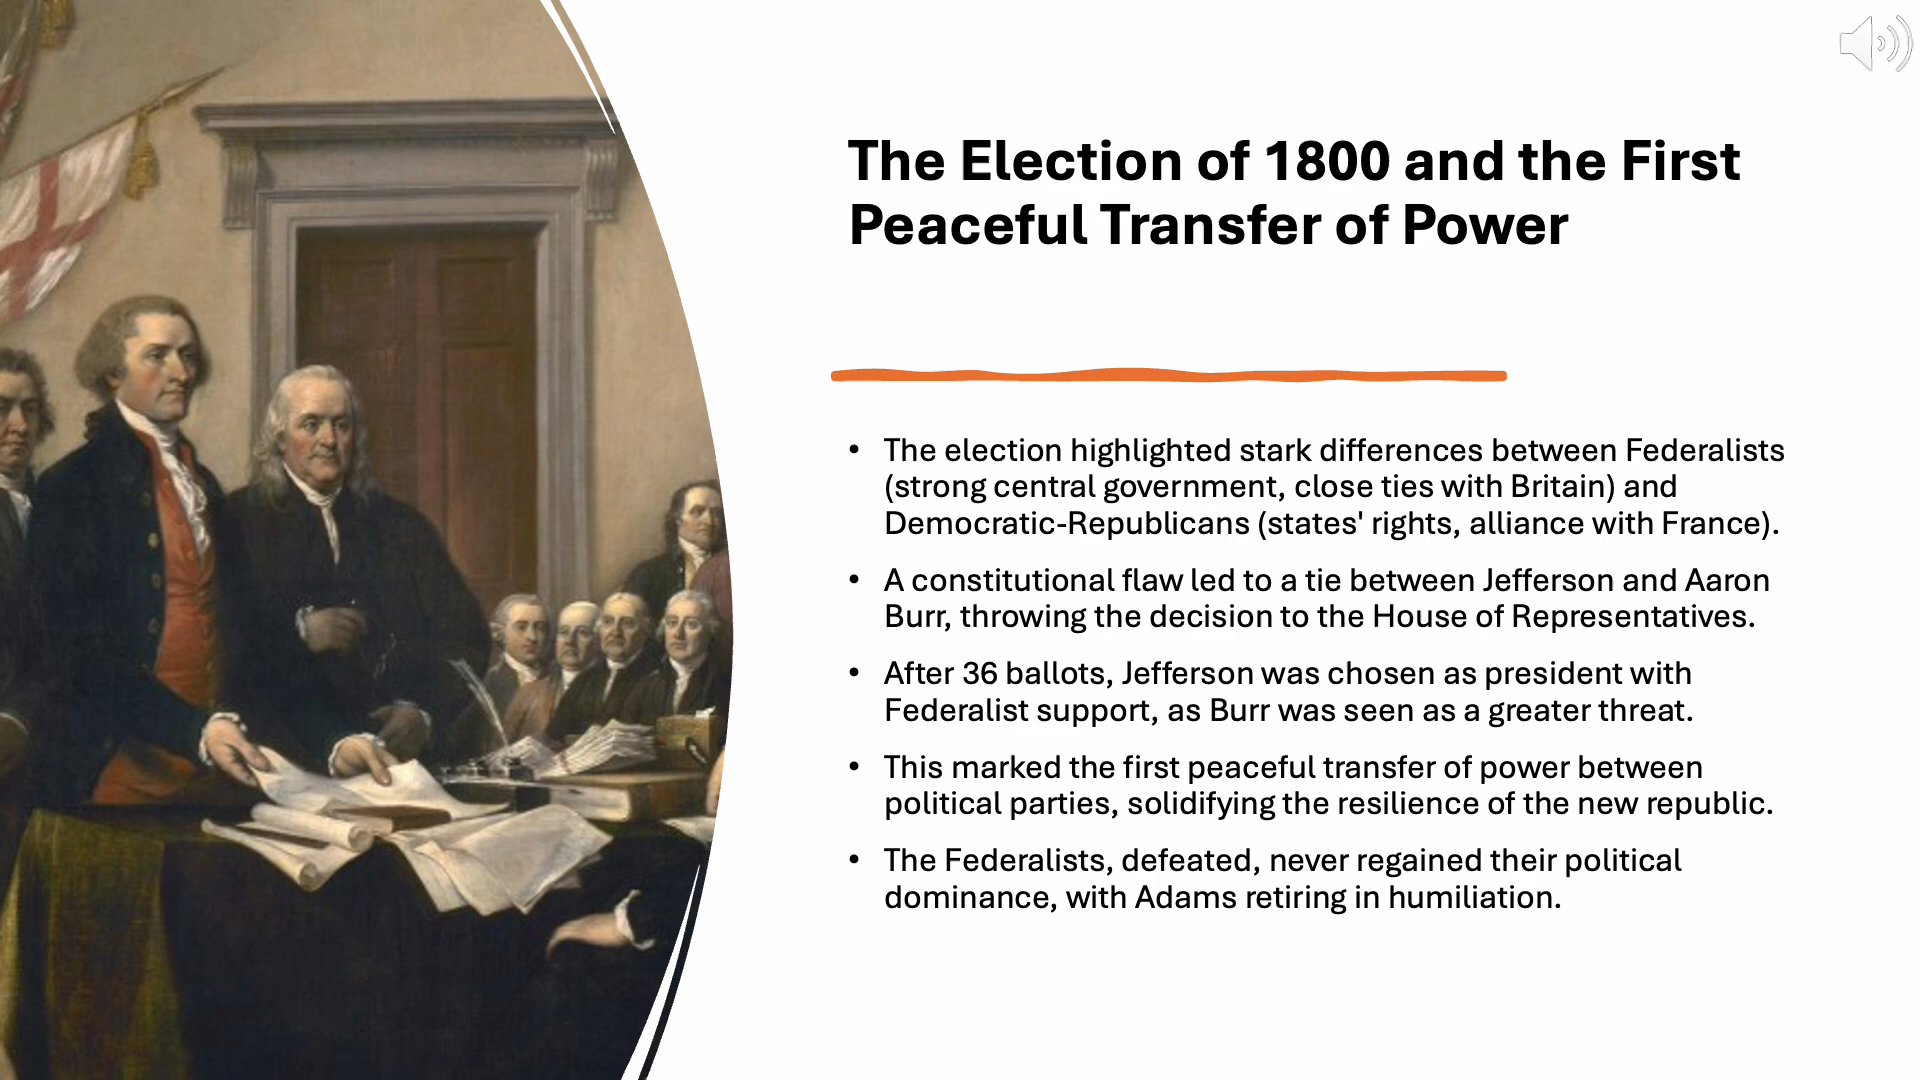 The Election of 1800 and the First
Peaceful Transfer of Power
• The election highlighted stark differences between Federalists
(strong central government, close ties with Britain) and
Democratic-Republicans (states' rights, alliance with France).
• A constitutional flaw led to a tie between Jefferson and Aaron
Burr, throwing the decision to the House of Representatives.
• After 36 ballots, Jefferson was chosen as president with
Federalist support, as Burr was seen as a greater threat.
• This marked the first peaceful transfer of power between
political parties, solidifying the resilience of the new republic.
• The Federalists, defeated, never regained their political
dominance, with Adams retiring in humiliation.